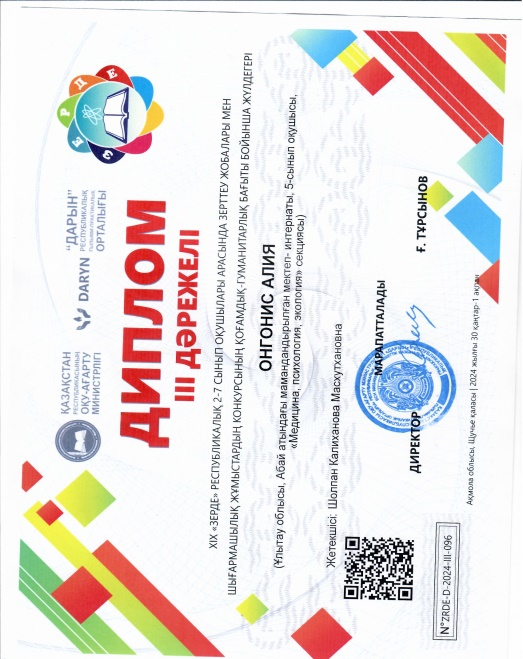 ҚАЗАҚСТАН
РЕСПУБЛИКАСЫНЫҢ
ОҚУ-АҒАРТУ
МИНИСТРЛІГІ
DARYN
"ДАРЫН"
РЕСПУБЛИКАЛЫҚ
ҒЫЛЫМИ-ПРАКТИКАЛЫҚ
ОРТАЛЫҒЫ
ЗЕРДЕ
ДИПЛОМ
III ДӘРЕЖЕЛІ
XIX «ЗЕРДЕ» РЕСПУБЛИКАЛЫҚ 2-7 СЫНЫП ОҚУШЫЛАРЫ АРАСЫНДА ЗЕРТТЕУ ЖОБАЛАРЫ МЕН
ШЫҒАРМАШЫЛЫҚ ЖҰМЫСТАРДЫҢ КОНКУРСЫНЫҢ ҚОҒАМДЫҚ-ГУМАНИТАРЛЫҚ БАҒЫТЫ БОЙЫНША ЖҮЛДЕГЕРІ
ОНГОНИС АЛИЯ
(Ұлытау облысы, Абай атындағы мамандандырылған мектеп- интернаты, 5-сынып оқушысы,
«Медицина, психология, экология» секциясы)
Жетекшісі: Шолпан Калиханова Масхутхановна
МАРАПАТТАЛАДЫ
ДИРЕКТОР
Ғ. ТҰРСЫНОВ
Ақмола облысы, Щучье қаласы | 2024 жылғы 30 қаңтар-1 ақпан
N°ZRDE-D-2024-III-096